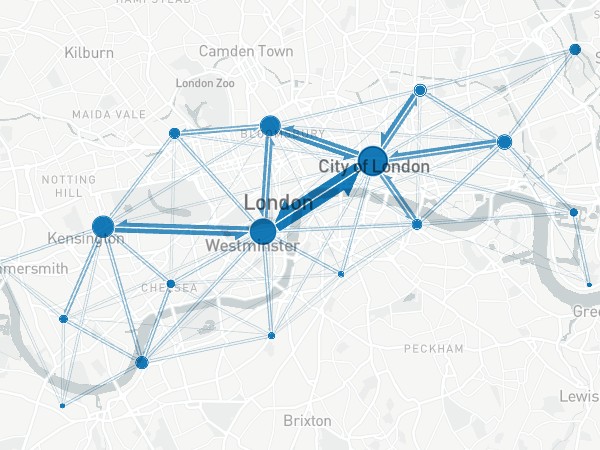 HAMPSTEAD
Kilburn
Camden Town
London Zoo
MAIDA VALE
BLOOMSBURY
City of London
NOTTING
HILL
London
Kensington
Westminster
mersmith
CHELSEA
Gree
PECKHAM
Lewis
Brixton